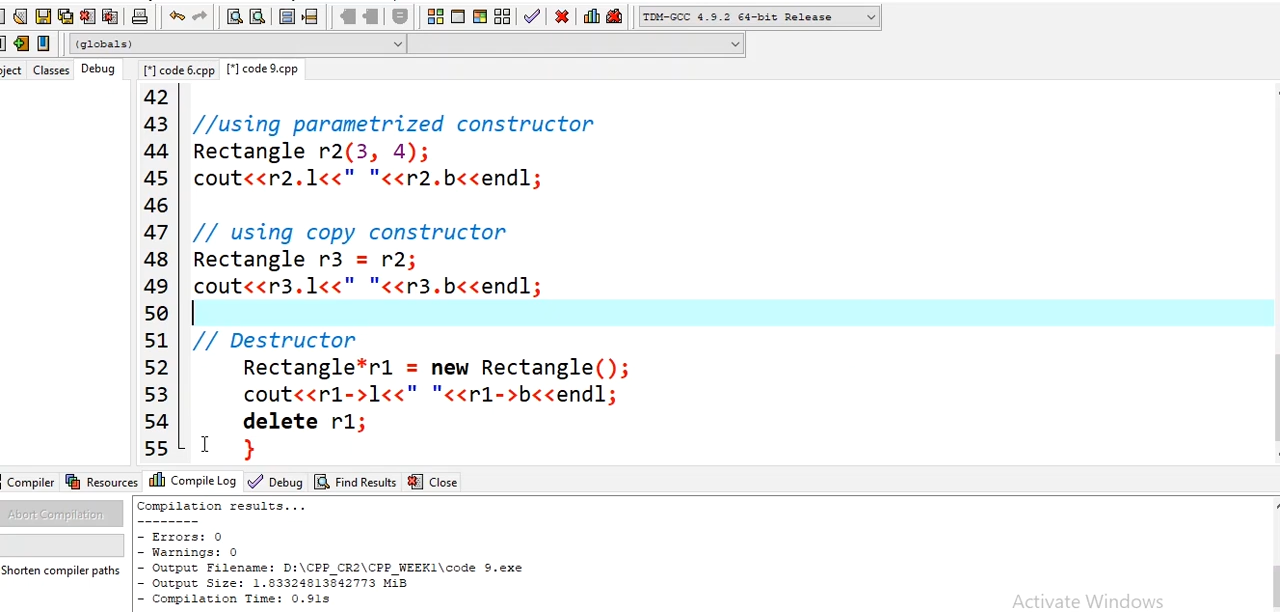 TDM-GCC 4.9.2 64-bit Release
(globals)
ject Classes Debug [*] code 6.cpp [*] code 9.cpp
42
43 //using parametrized constructor
44 Rectangle r2(3, 4);
45 cout<<r2.l<<" "<<r2.b<<endl;
46
47 // using copy constructor
48 Rectangle r3 = r2;
49 cout<<r3.l<<" "<<r3.b<<endl;
50
51 // Destructor
52 Rectangle*r1 = new Rectangle();
53 cout<<r1->l<<" "<<r1->b<<endl;
54 delete r1;
55 }
Compiler Resources Compile Log Debug Find Results Close
Abort Compilation
Shorten compiler paths
Compilation results...
--------
- Errors: 0
- Warnings: 0
- Output Filename: D:\CPP_CR2\CPP_WEEK1\code 9.exe
- Output Size: 1.83324813842773 MiB
- Compilation Time: 0.91s
Activate Windows